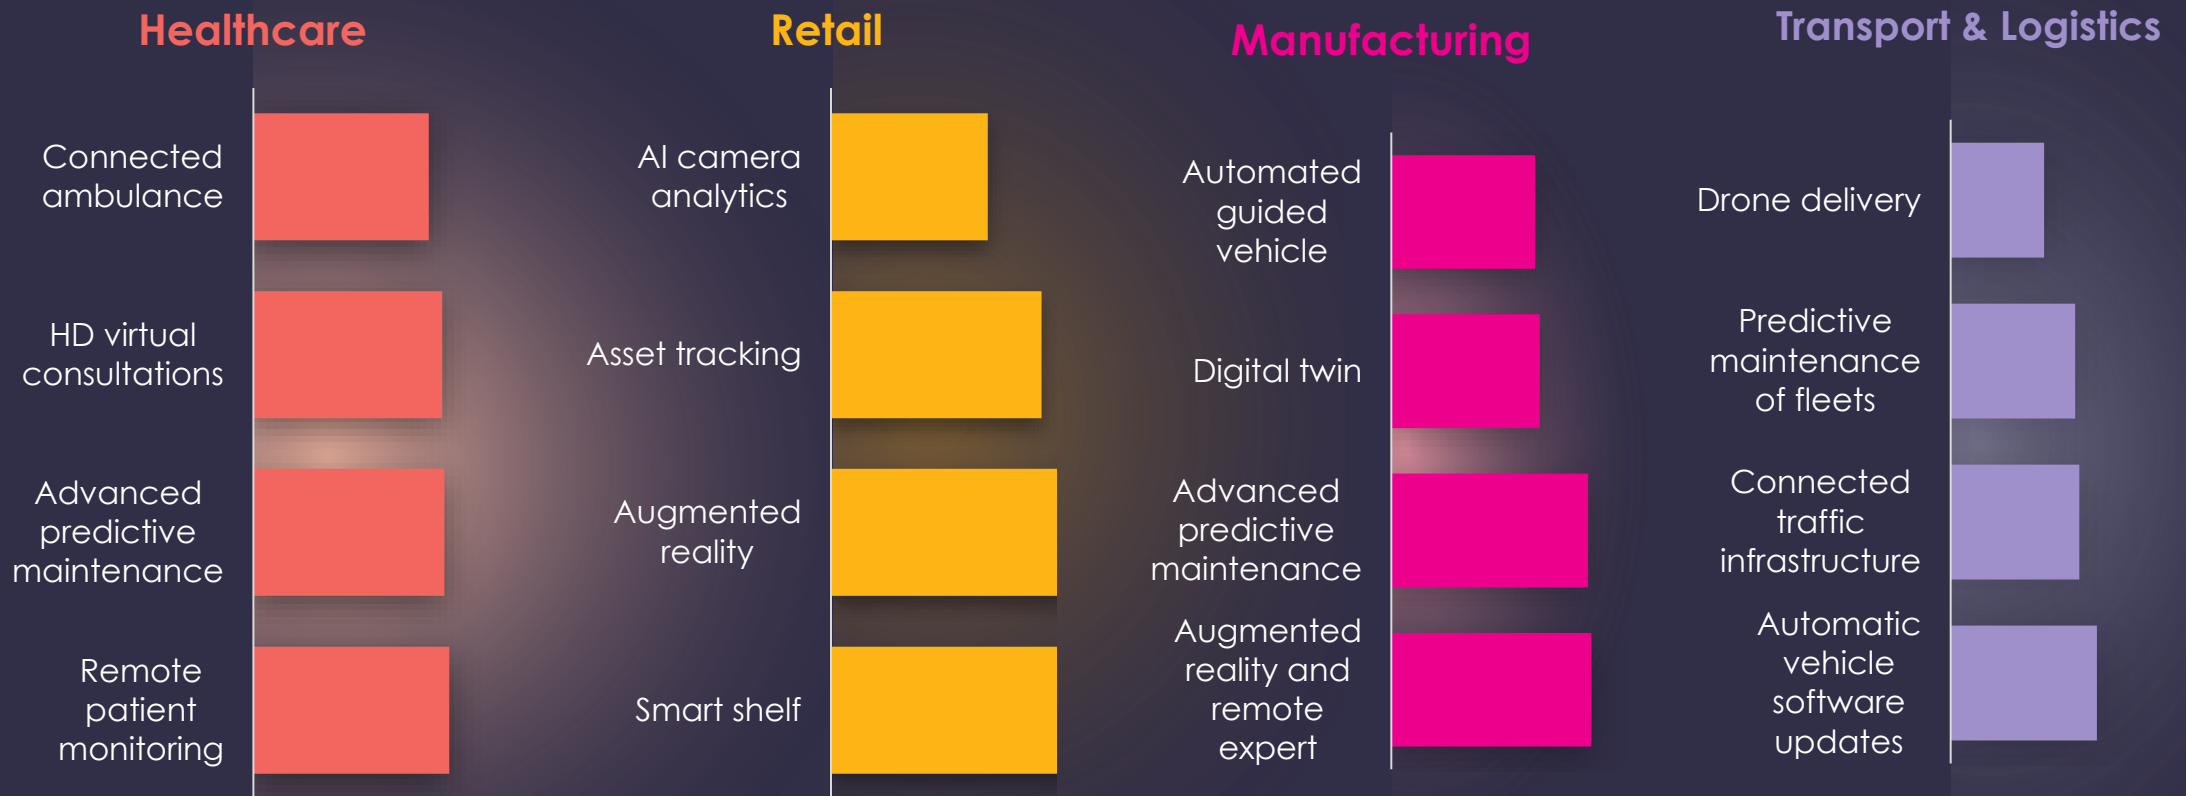 Healthcare
Connected
ambulance
HD virtual
consultations
Advanced
predictive
maintenance
Remote
patient
monitoring
Retail
AI camera
analytics
Asset tracking
Augmented
reality
Smart shelf
Manufacturing
Automated
guided
vehicle
Digital twin
Advanced
predictive
maintenance
Augmented
reality and
remote
expert
Transport & Logistics
Drone delivery
Predictive
maintenance
of fleets
Connected
traffic
infrastructure
Automatic
vehicle
software
updates